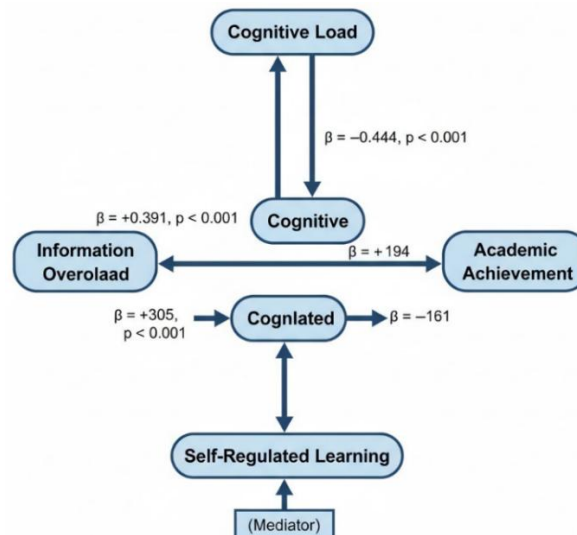 Cognitive Load
β = −0.444, p < 0.001
β = +0.391, p < 0.001
Cognitive
Information
Overolaad
β = + 194
Academic
Achievement
β = +305,
p < 0.001
Cognlated
β = −161
Self-Regulated Learning
(Mediator)